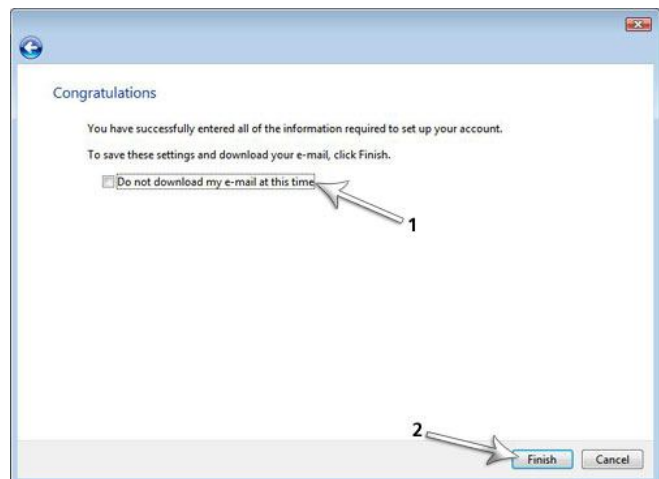 Congratulations
You have successfully entered all of the information required to set up your account.
To save these settings and download your e-mail, click Finish.
Do not download my e-mail at this time
1
2
Finish Cancel